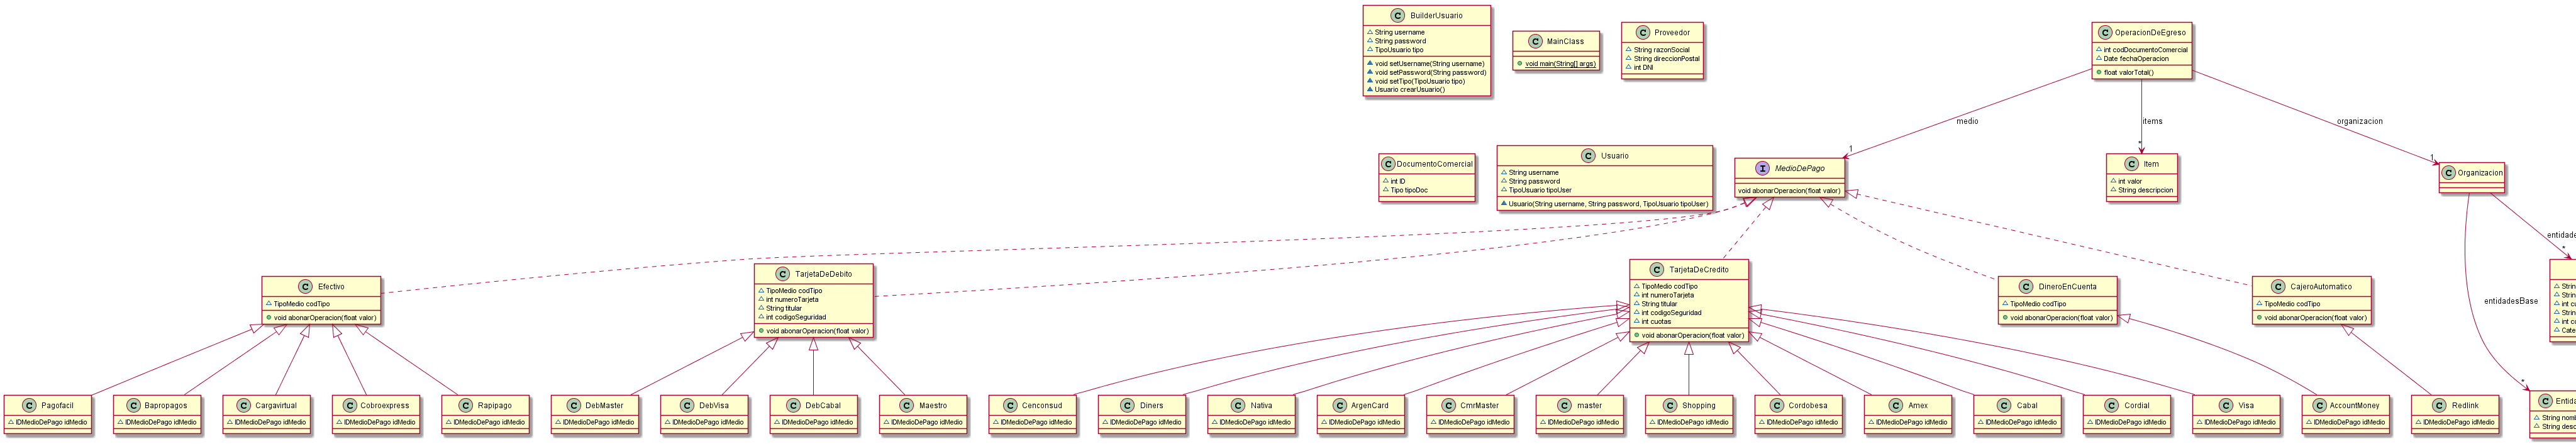 C BuilderUsuario
String username
String password
TipoUsuario tipo
void setUsername(String username)
void setPassword(String password)
void setTipo(TipoUsuario tipo)
Usuario crearUsuario()
C MainClass
void main(String[] args)
C Proveedor
String razonSocial
String direccionPostal
int DNI
C OperacionDeEgreso
int codDocumentoComercial
Date fechaOperacion
float valorTotal()
medio
items
organizacion
1
*
1
C DocumentoComercial
int ID
Tipo tipoDoc
C Usuario
String username
String password
TipoUsuario tipoUser
Usuario(String username, String password, TipoUsuario tipoUser)
I MedioDePago
void abonarOperacion(float valor)
C Item
int valor
String descripcion
C Organizacion
entidade
*
entidadesBase
*
C Efectivo
TipoMedio codTipo
void abonarOperacion(float valor)
C TarjetaDeDebito
TipoMedio codTipo
int numeroTarjeta
String titular
int codigoSeguridad
void abonarOperacion(float valor)
C TarjetaDeCredito
TipoMedio codTipo
int numeroTarjeta
String titular
int codigoSeguridad
int cuotas
void abonarOperacion(float valor)
C DineroEnCuenta
TipoMedio codTipo
void abonarOperacion(float valor)
C CajeroAutomatico
TipoMedio codTipo
void abonarOperacion(float valor)
Strin
Strin
int cu
Strin
int co
Cate
C Pagofacil
IDMedioDePago idMedio
C Bapropagos
IDMedioDePago idMedio
C Cargavirtual
IDMedioDePago idMedio
C Cobroexpress
IDMedioDePago idMedio
C Rapipago
IDMedioDePago idMedio
C DebMaster
IDMedioDePago idMedio
C DebVisa
IDMedioDePago idMedio
C DebCabal
IDMedioDePago idMedio
C Maestro
IDMedioDePago idMedio
C Cenconsud
IDMedioDePago idMedio
C Diners
IDMedioDePago idMedio
C Nativa
IDMedioDePago idMedio
C ArgenCard
IDMedioDePago idMedio
C CmrMaster
IDMedioDePago idMedio
C master
IDMedioDePago idMedio
C Shopping
IDMedioDePago idMedio
C Cordobesa
IDMedioDePago idMedio
C Amex
IDMedioDePago idMedio
C Cabal
IDMedioDePago idMedio
C Cordial
IDMedioDePago idMedio
C Visa
IDMedioDePago idMedio
C AccountMoney
IDMedioDePago idMedio
C Redlink
IDMedioDePago idMedio
C Entida
String nomb
String desc